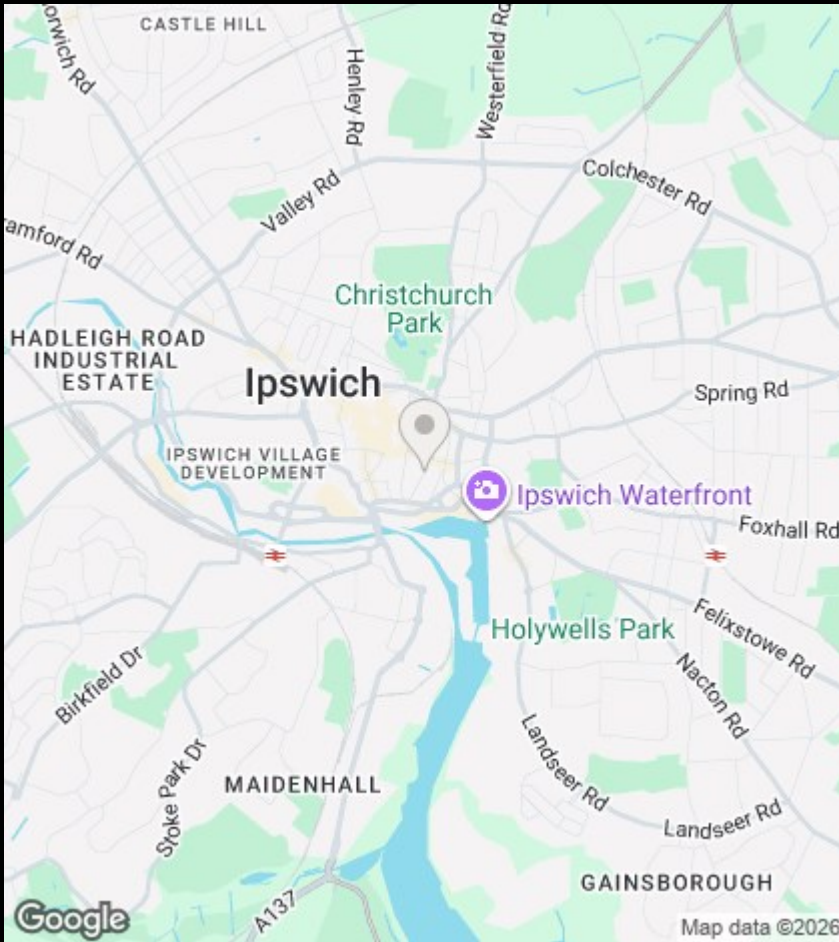 CASTLE HILL
orwich Rd
Henley Rd
Westerfield Rd
Colchester Rd
Valley Rd
ramford Rd
Christchurch
Park
HADLEIGH ROAD
INDUSTRIAL
ESTATE
Ipswich
Spring Rd
IPSWICH VILLAGE
DEVELOPMENT
Ipswich Waterfront
Foxhall Rd
Holywells Park
Felixstowe Rd
Birkfield Dr
Nacton Rd
Landseer Rd
Stoke Park Dr
MAIDENHALL
Landseer Rd
GAINSBOROUGH
A137
Google
Map data ©2026